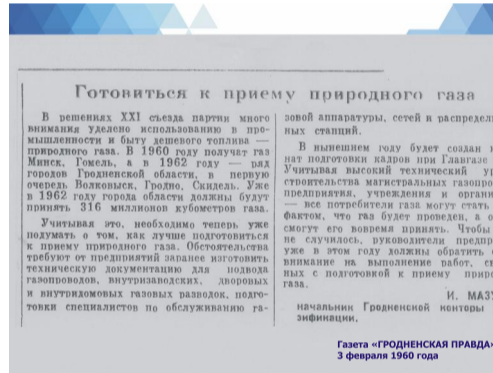 Готовиться к приему природного газа
В решениях XXI съезда партии много
внимания уделено использованию в про-
мышленности и быту дешевого топлива —
природного газа. В 1960 году получат газ
Минск, Гомель, а в 1962 году — ряд
городов Гродненской области, в первую
очередь Волковыск, Гродно, Скидель. Уже
в 1962 году города области должны будут
принять 316 миллионов кубометров газа.
Учитывая это, необходимо теперь уже
подумать о том, как лучше подготовиться
к приему природного газа. Обстоятельства
требуют от предприятий заранее изготовить
техническую документацию для подвода
газопроводов, внутризаводских, дворовых
и внутридомовых газовых разводок, подго-
товки специалистов по обслуживанию га-
зовой аппаратуры, сетей и распредели
ных станций.
В нынешнем году будет создан к
нат подготовки кадров при Главгазе
Учитывая высокий технический ур
строительства магистральных газопро
предприятия, учреждения и органи
— все потребители газа могут стать
фактом, что газ будет проведен, а о
смогут его вовремя принять. Чтобы
не случилось, руководители предпр
уже в этом году должны обратить
внимание на выполнение работ, св
ных с подготовкой к приему приро
газа.
И. МАЗУ
начальник Гродненской конторы
зификации.
Газета «ГРОДНЕНСКАЯ ПРАВДА»
3 февраля 1960 года